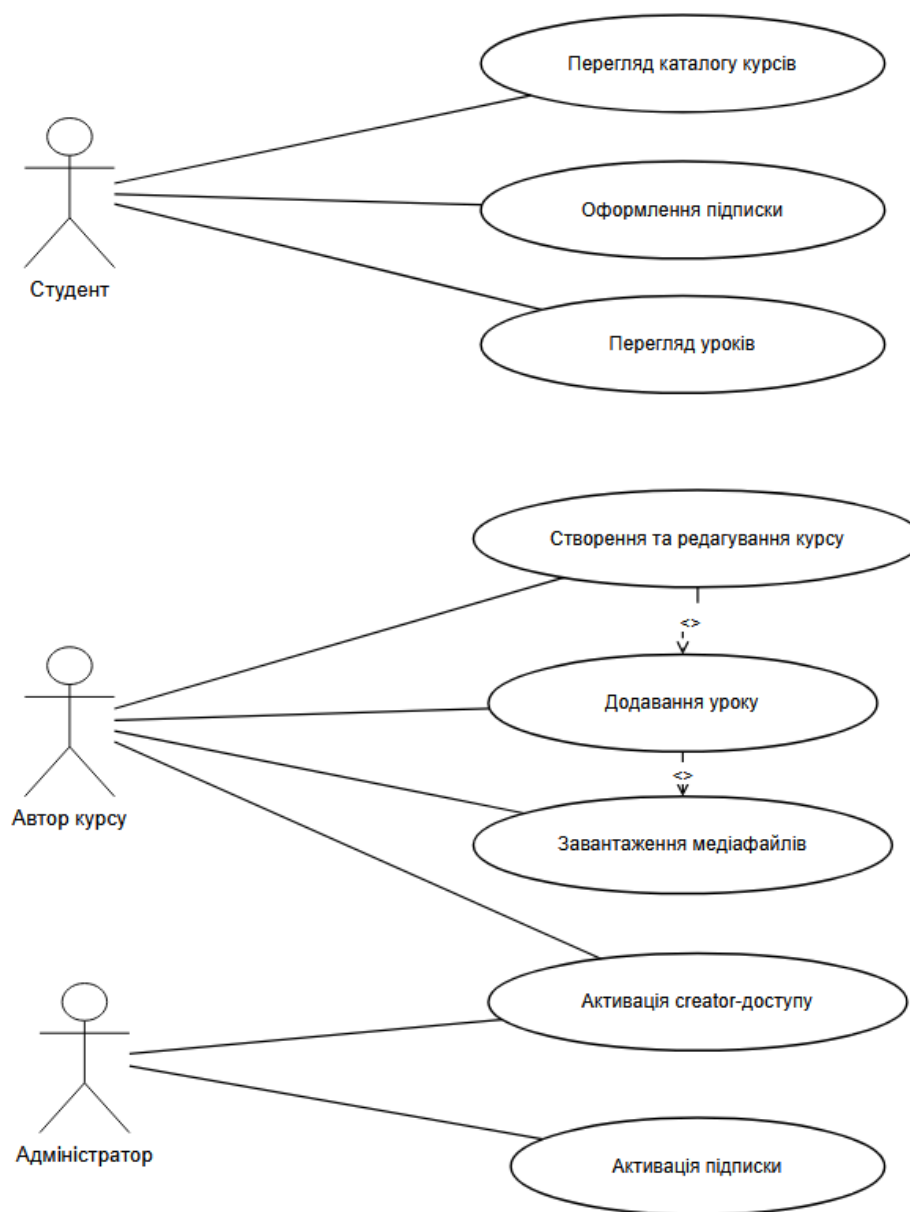 Перегляд каталогу курсів
Оформлення підписки
Студент
Перегляд уроків
Створення та редагування курсу
<>
Додавання уроку
<>
Автор курсу
Завантаження медіафайлів
Активація creator-доступу
Адміністратор
Активація підписки